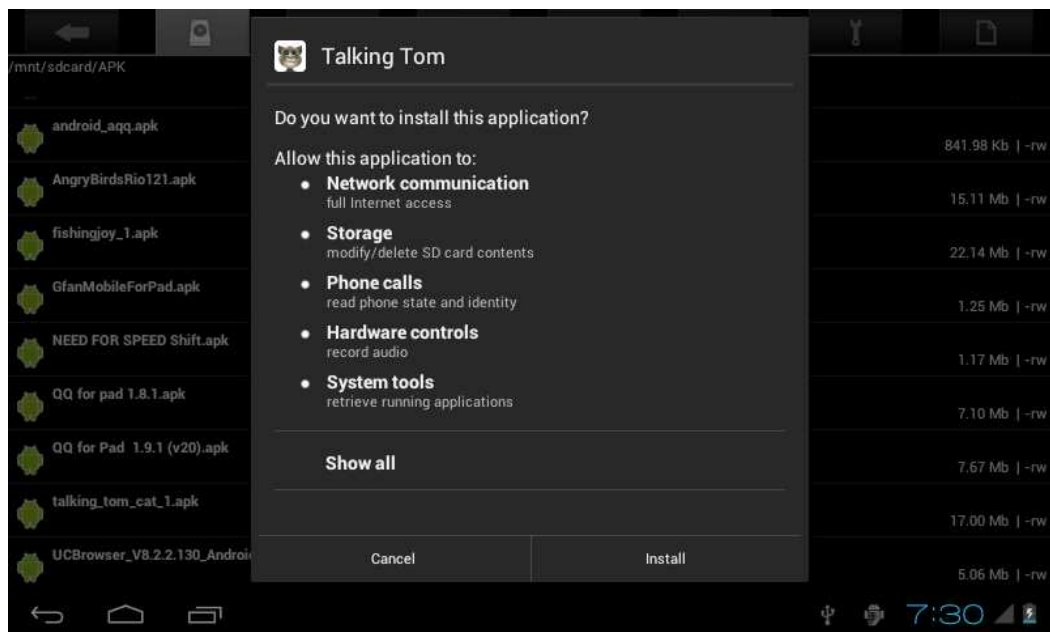 /mnt/sdcard/APK
..
android_aqq.apk
841.98 Kb | -rw
AngryBirdsRio121.apk
15.11 Mb | -rw
fishingjoy_1.apk
22.14 Mb | -rw
GfanMobileForPad.apk
1.25 Mb | -rw
NEED FOR SPEED Shift.apk
1.17 Mb | -rw
QQ for pad 1.8.1.apk
7.10 Mb | -rw
QQ for Pad 1.9.1 (v20).apk
7.67 Mb | -rw
talking_tom_cat_1.apk
17.00 Mb | -rw
UCBrowser_V8.2.2.130_Androi
5.06 Mb | -rw
Talking Tom
Do you want to install this application?
Allow this application to:
• Network communication
full Internet access
• Storage
modify/delete SD card contents
• Phone calls
read phone state and identity
• Hardware controls
record audio
• System tools
retrieve running applications
Show all
Cancel
Install
7:30